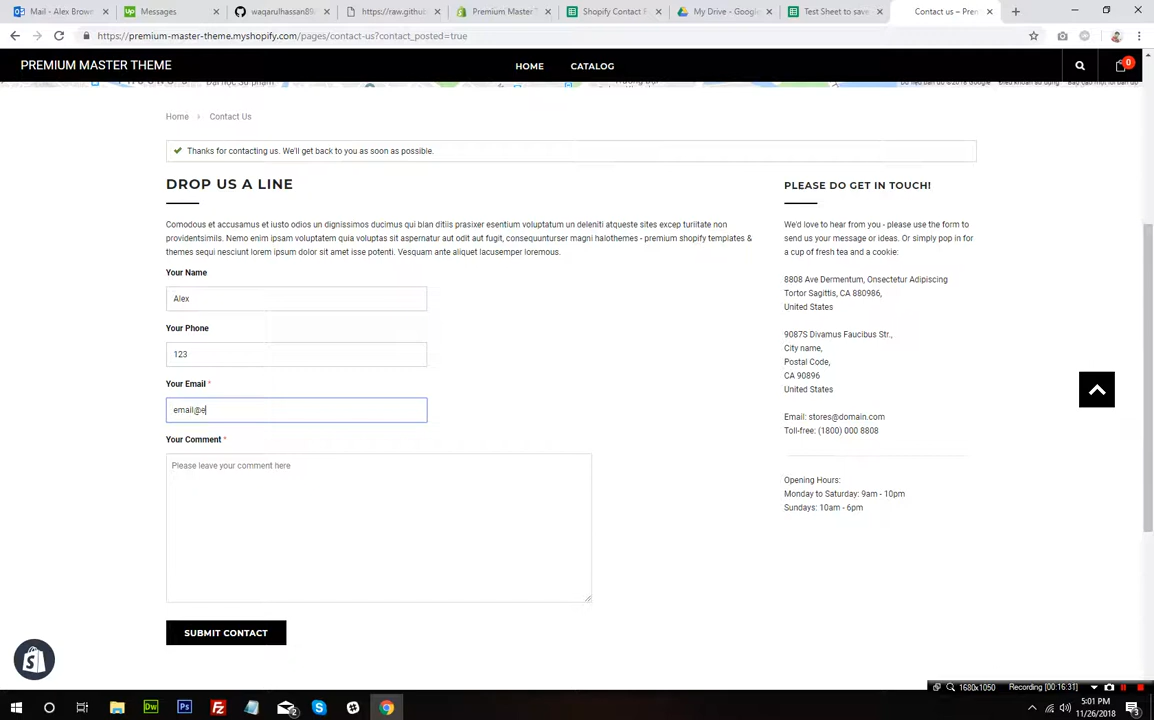 Mail - Alex Brown
Messages
waqarulhassan89
https://raw.github
Premium Master T
Shopify Contact F
My Drive - Google
Test Sheet to save
Contact us – Pren
https://premium-master-theme.myshopify.com/pages/contact-us?contact_posted=true
PREMIUM MASTER THEME
HOME
CATALOG
0
Home › Contact Us
Thanks for contacting us. We'll get back to you as soon as possible.
DROP US A LINE
Comodous et accusamus et iusto odios un dignissimos ducimus qui blan ditiis prasixer esentium voluptatum un deleniti atqueste sites excep turiitate non
providentsimils. Nemo enim ipsam voluptatem quia voluptas sit aspernatur aut odit aut fugit, consequunturser magni halothemes - premium shopify templates &
themes sequi nesciunt lorem ipsum dolor sit amet isse potenti. Vesquam ante aliquet lacusemper loremous.
Your Name
Alex
Your Phone
123
Your Email *
email@e
Your Comment *
Please leave your comment here
SUBMIT CONTACT
PLEASE DO GET IN TOUCH!
We'd love to hear from you - please use the form to
send us your message or ideas. Or simply pop in for
a cup of fresh tea and a cookie:
8808 Ave Dermentum, Onsectetur Adipiscing
Tortor Sagittis, CA 880986,
United States
9087S Divamus Faucibus Str.,
City name,
Postal Code,
CA 90896
United States
Email: stores@domain.com
Toll-free: (1800) 000 8808
Opening Hours:
Monday to Saturday: 9am - 10pm
Sundays: 10am - 6pm
1680x1050
Recording [00:16:31]
5:01 PM
11/26/2018